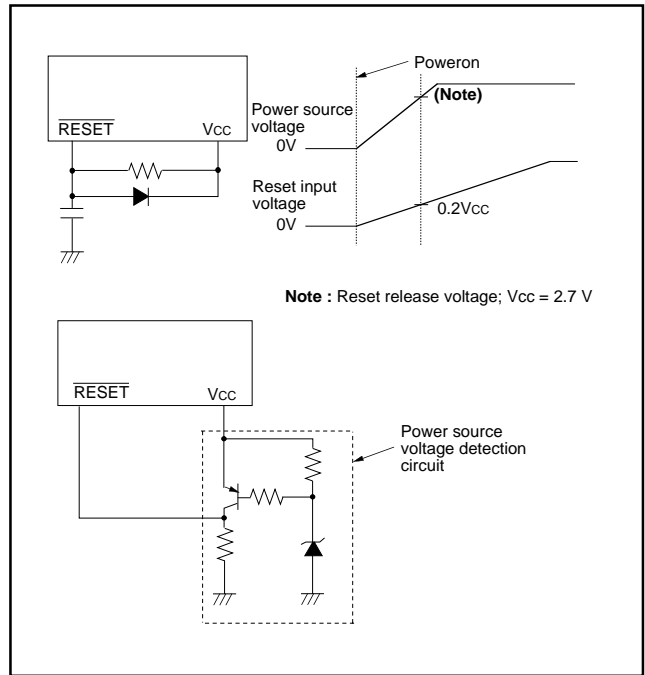 Poweron
(Note)
Power source
voltage
0V
RESET
Vcc
Reset input
voltage
0V
0.2Vcc
Note : Reset release voltage; Vcc = 2.7 V
RESET
Vcc
Power source
voltage detection
circuit